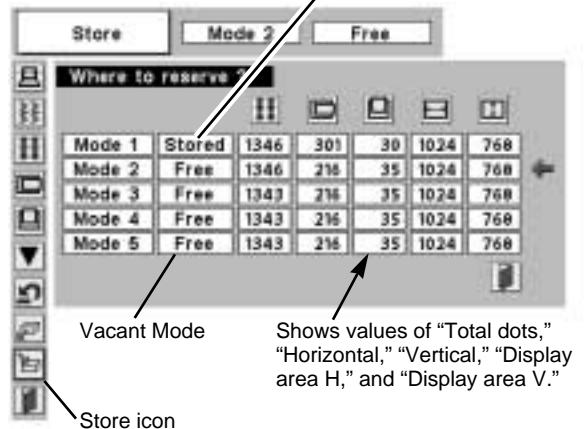 Store Mode 2 Free
Where to reserve ?
Mode 1 Stored 1346 301 30 1024 768
Mode 2 Free 1346 216 35 1024 768
Mode 3 Free 1343 216 35 1024 768
Mode 4 Free 1343 216 35 1024 768
Mode 5 Free 1343 216 35 1024 768
Vacant Mode
Shows values of “Total dots,”
“Horizontal,” “Vertical,” “Display
area H,” and “Display area V.”
Store icon